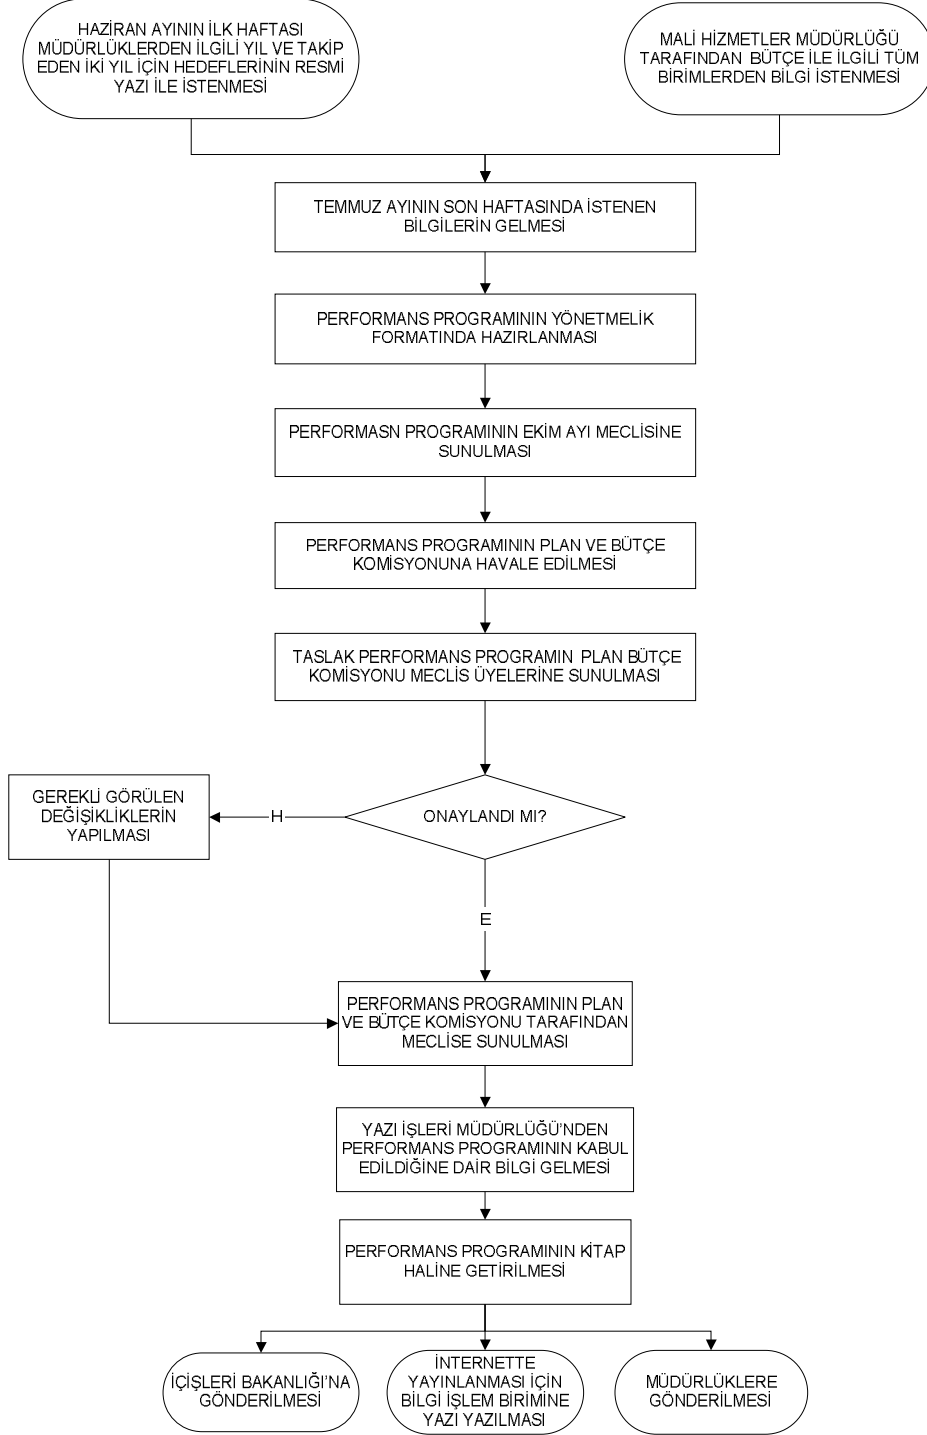 HAZİRAN AYININ İLK HAFTASI
MÜDÜRLÜKLERDEN İLGİLİ YIL VE TAKİP
EDEN İKİ YIL İÇİN HEDEFLERİNİN RESMİ
YAZI İLE İSTENMESİ
MALİ HİZMETLER MÜDÜRLÜĞÜ
TARAFINDAN BÜTÇE İLE İLGİLİ TÜM
BİRİMLERDEN BİLGİ İSTENMESİ
TEMMUZ AYININ SON HAFTASINDA İSTENEN
BİLGİLERİN GELMESİ
PERFORMANS PROGRAMININ YÖNETMELİK
FORMATINDA HAZIRLANMASI
PERFORMASN PROGRAMININ EKİM AYI MECLİSİNE
SUNULMASI
PERFORMANS PROGRAMININ PLAN VE BÜTÇE
KOMİSYONUNA HAVALE EDİLMESİ
TASLAK PERFORMANS PROGRAMIN PLAN BÜTÇE
KOMİSYONU MECLİS ÜYELERİNE SUNULMASI
GEREKLİ GÖRÜLEN
DEĞİŞİKLİKLERİN
YAPILMASI
H
ONAYLANDI MI?
E
PERFORMANS PROGRAMININ PLAN
VE BÜTÇE KOMİSYONU TARAFINDAN
MECLİSE SUNULMASI
YAZI İŞLERİ MÜDÜRLÜĞÜ'NDEN
PERFORMANS PROGRAMININ KABUL
EDİLDİĞİNE DAİR BİLGİ GELMESİ
PERFORMANS PROGRAMININ KİTAP
HALİNE GETİRİLMESİ
İÇİŞLERİ BAKANLIĞI'NA
GÖNDERİLMESİ
İNTERNETTE
YAYINLANMASI İÇİN
BİLGİ İŞLEM BİRİMİNE
YAZI YAZILMASI
MÜDÜRLÜKLERE
GÖNDERİLMESİ